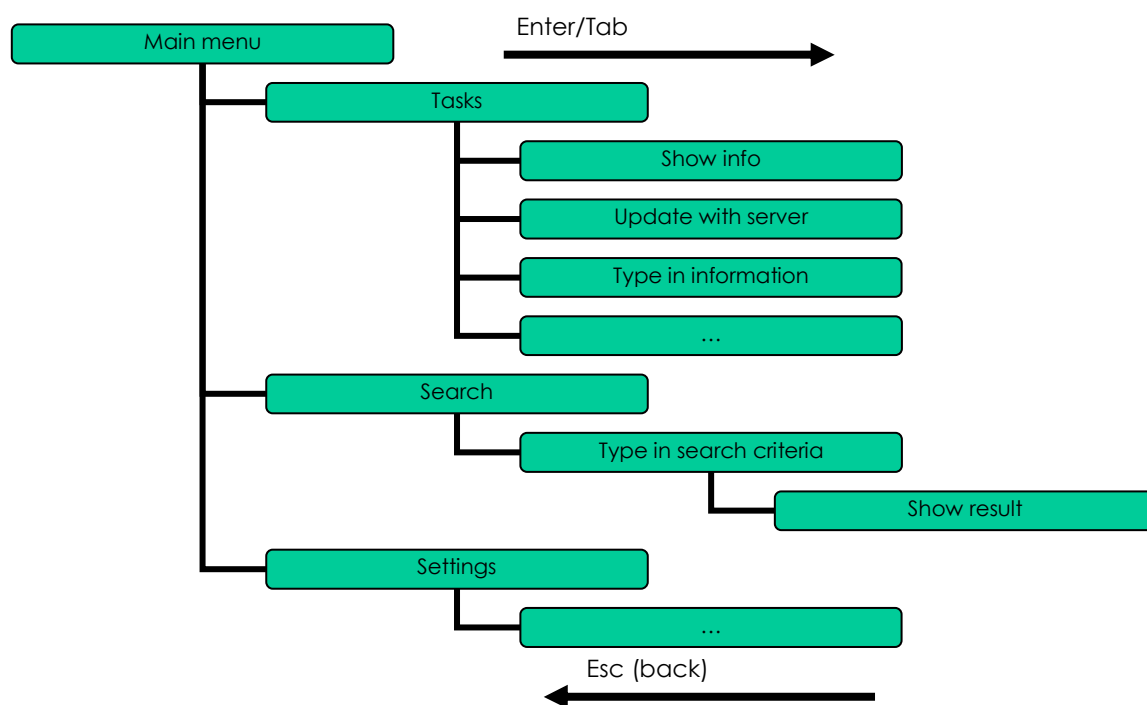 Enter/Tab
Main menu
Tasks
Show info
Update with server
Type in information
...
Search
Type in search criteria
Show result
Settings
...
Esc (back)